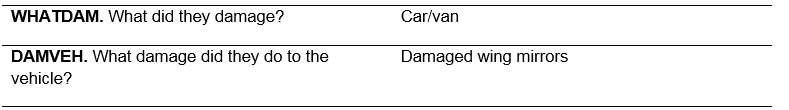 WHATDAM. What did they damage? Car/van
DAMVEH. What damage did they do to the Damaged wing mirrors
vehicle?